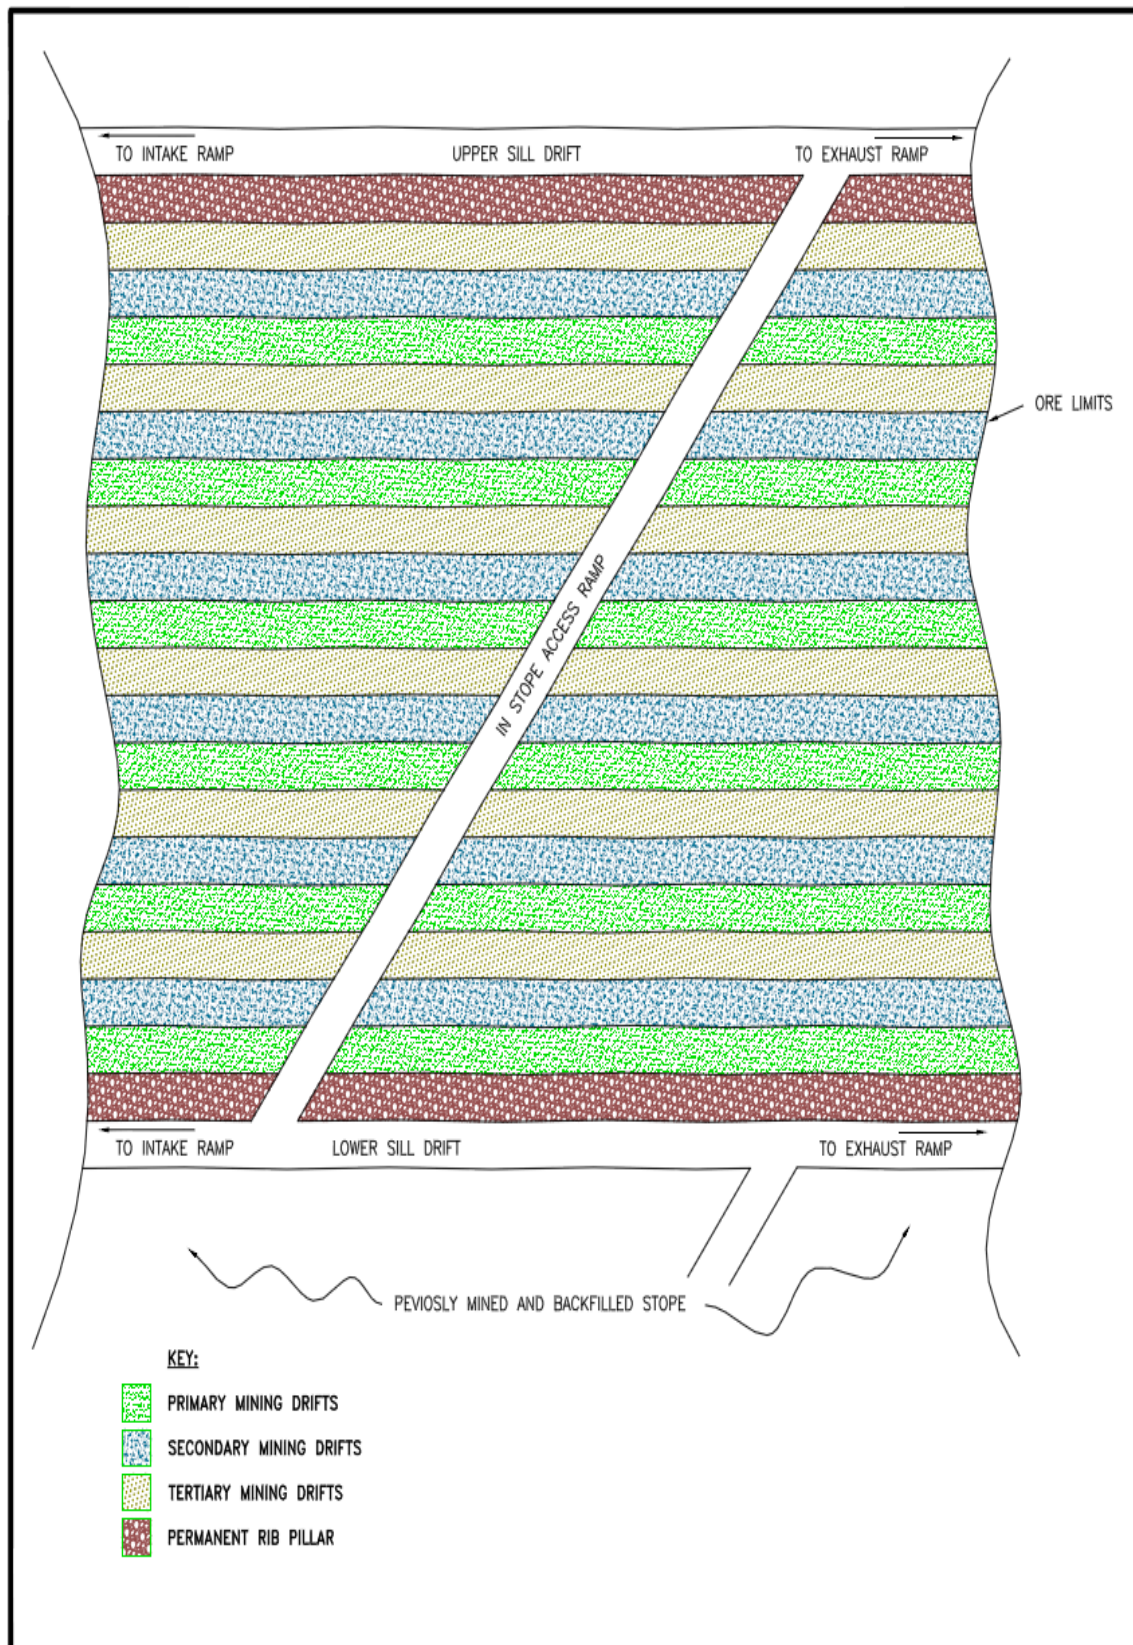 TO INTAKE RAMP
UPPER SILL DRIFT
TO EXHAUST RAMP
ORE LIMITS
IN STOPE ACCESS RAMP
TO INTAKE RAMP
LOWER SILL DRIFT
TO EXHAUST RAMP
PEVIOSLY MINED AND BACKFILLED STOPE
KEY:
PRIMARY MINING DRIFTS
SECONDARY MINING DRIFTS
TERTIARY MINING DRIFTS
PERMANENT RIB PILLAR